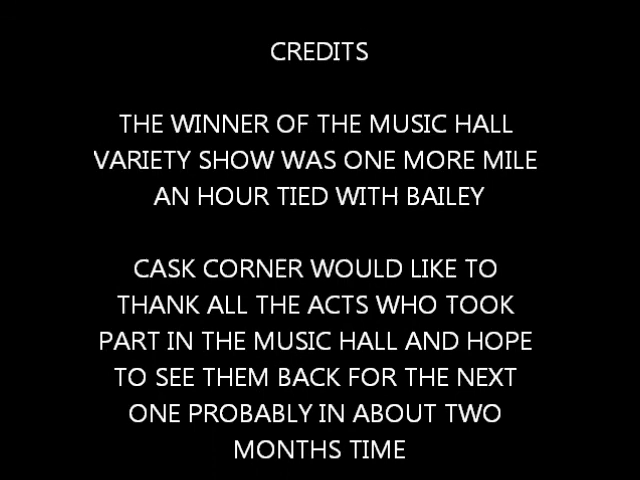 CREDITS
THE WINNER OF THE MUSIC HALL
VARIETY SHOW WAS ONE MORE MILE
AN HOUR TIED WITH BAILEY
CASK CORNER WOULD LIKE TO
THANK ALL THE ACTS WHO TOOK
PART IN THE MUSIC HALL AND HOPE
TO SEE THEM BACK FOR THE NEXT
ONE PROBABLY IN ABOUT TWO
MONTHS TIME